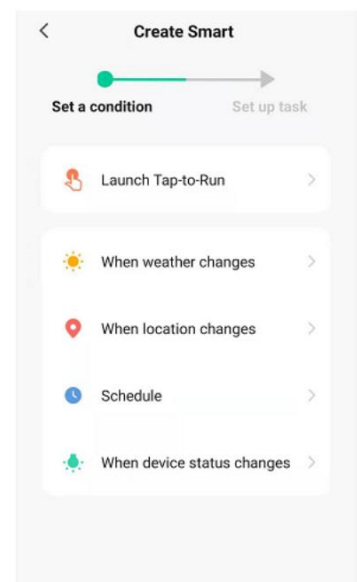 Create Smart
Set a condition Set up task
Launch Tap-to-Run
When weather changes
When location changes
Schedule
When device status changes